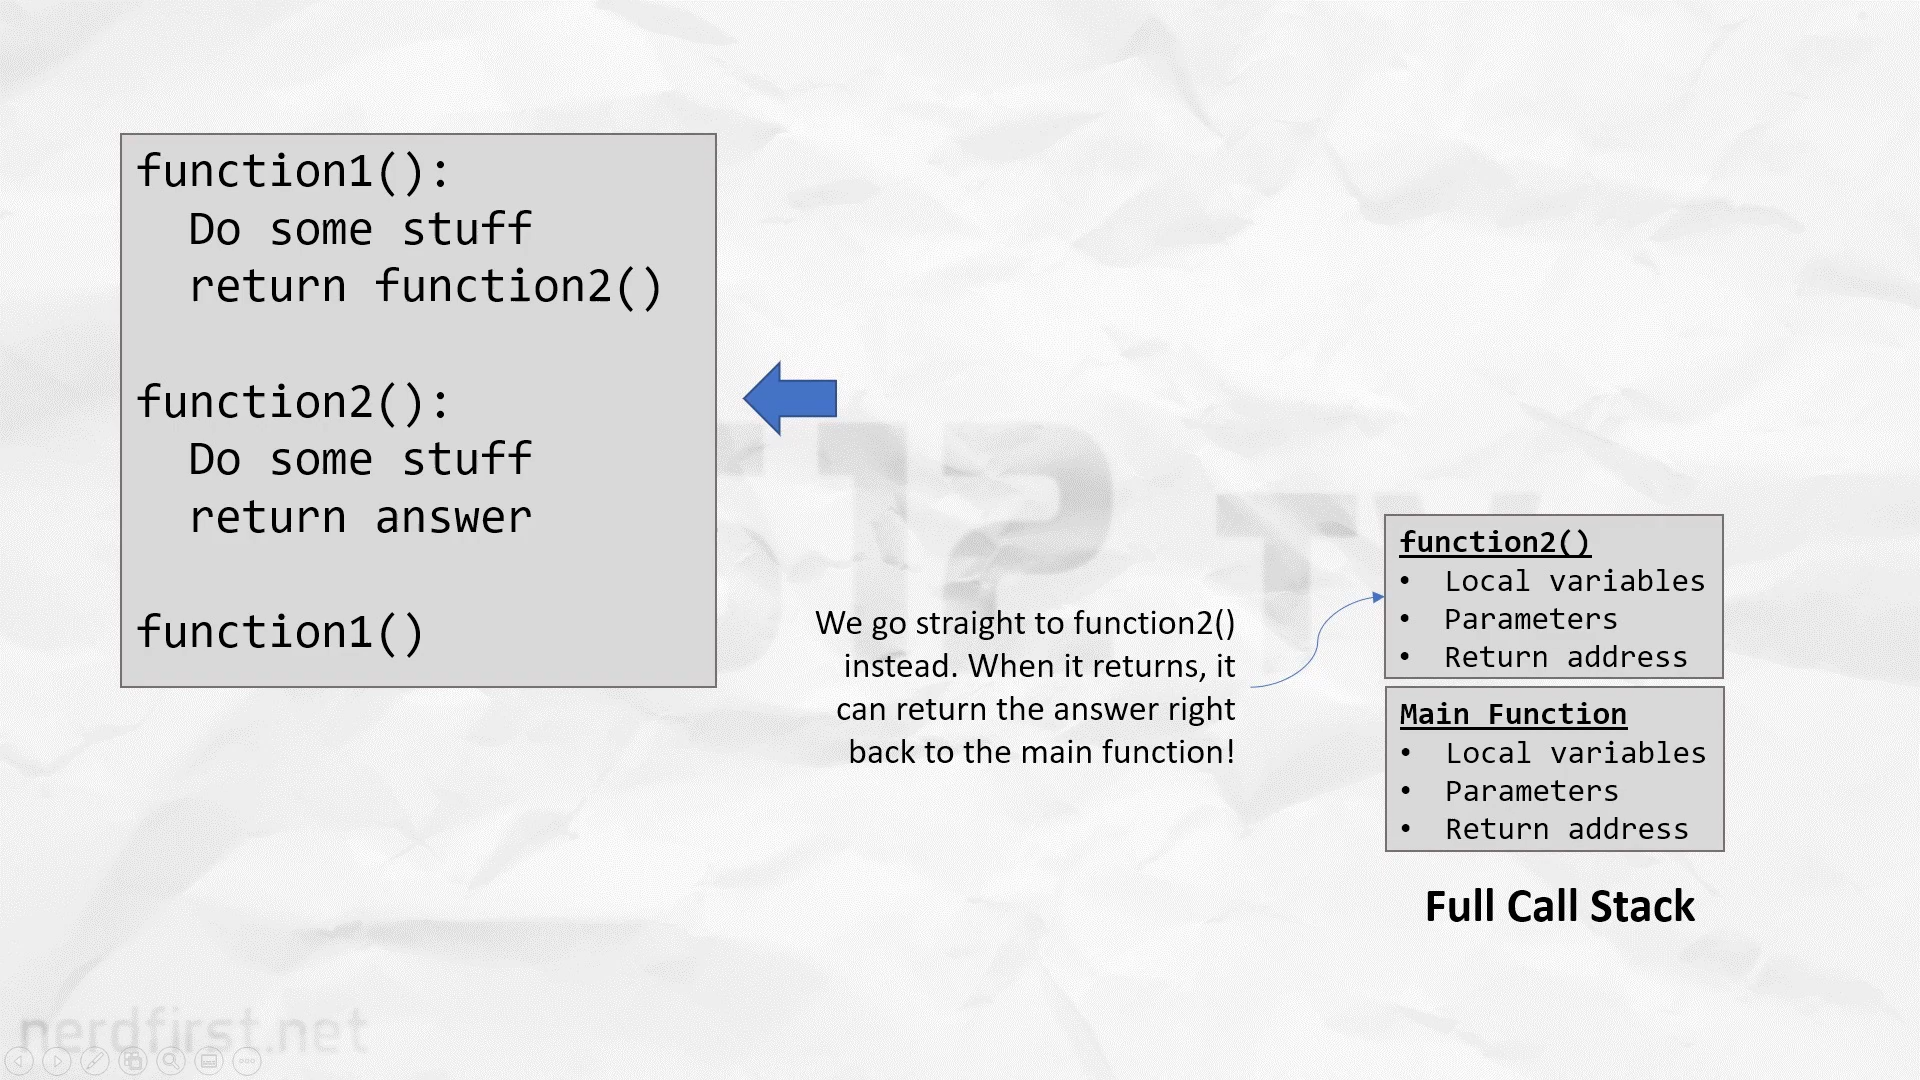 function1():
Do some stuff
return function2()
function2():
Do some stuff
return answer
function1()
We go straight to function2()
instead. When it returns, it
can return the answer right
back to the main function!
function2()
• Local variables
• Parameters
• Return address
Main Function
• Local variables
• Parameters
• Return address
Full Call Stack
nerdfirst.net